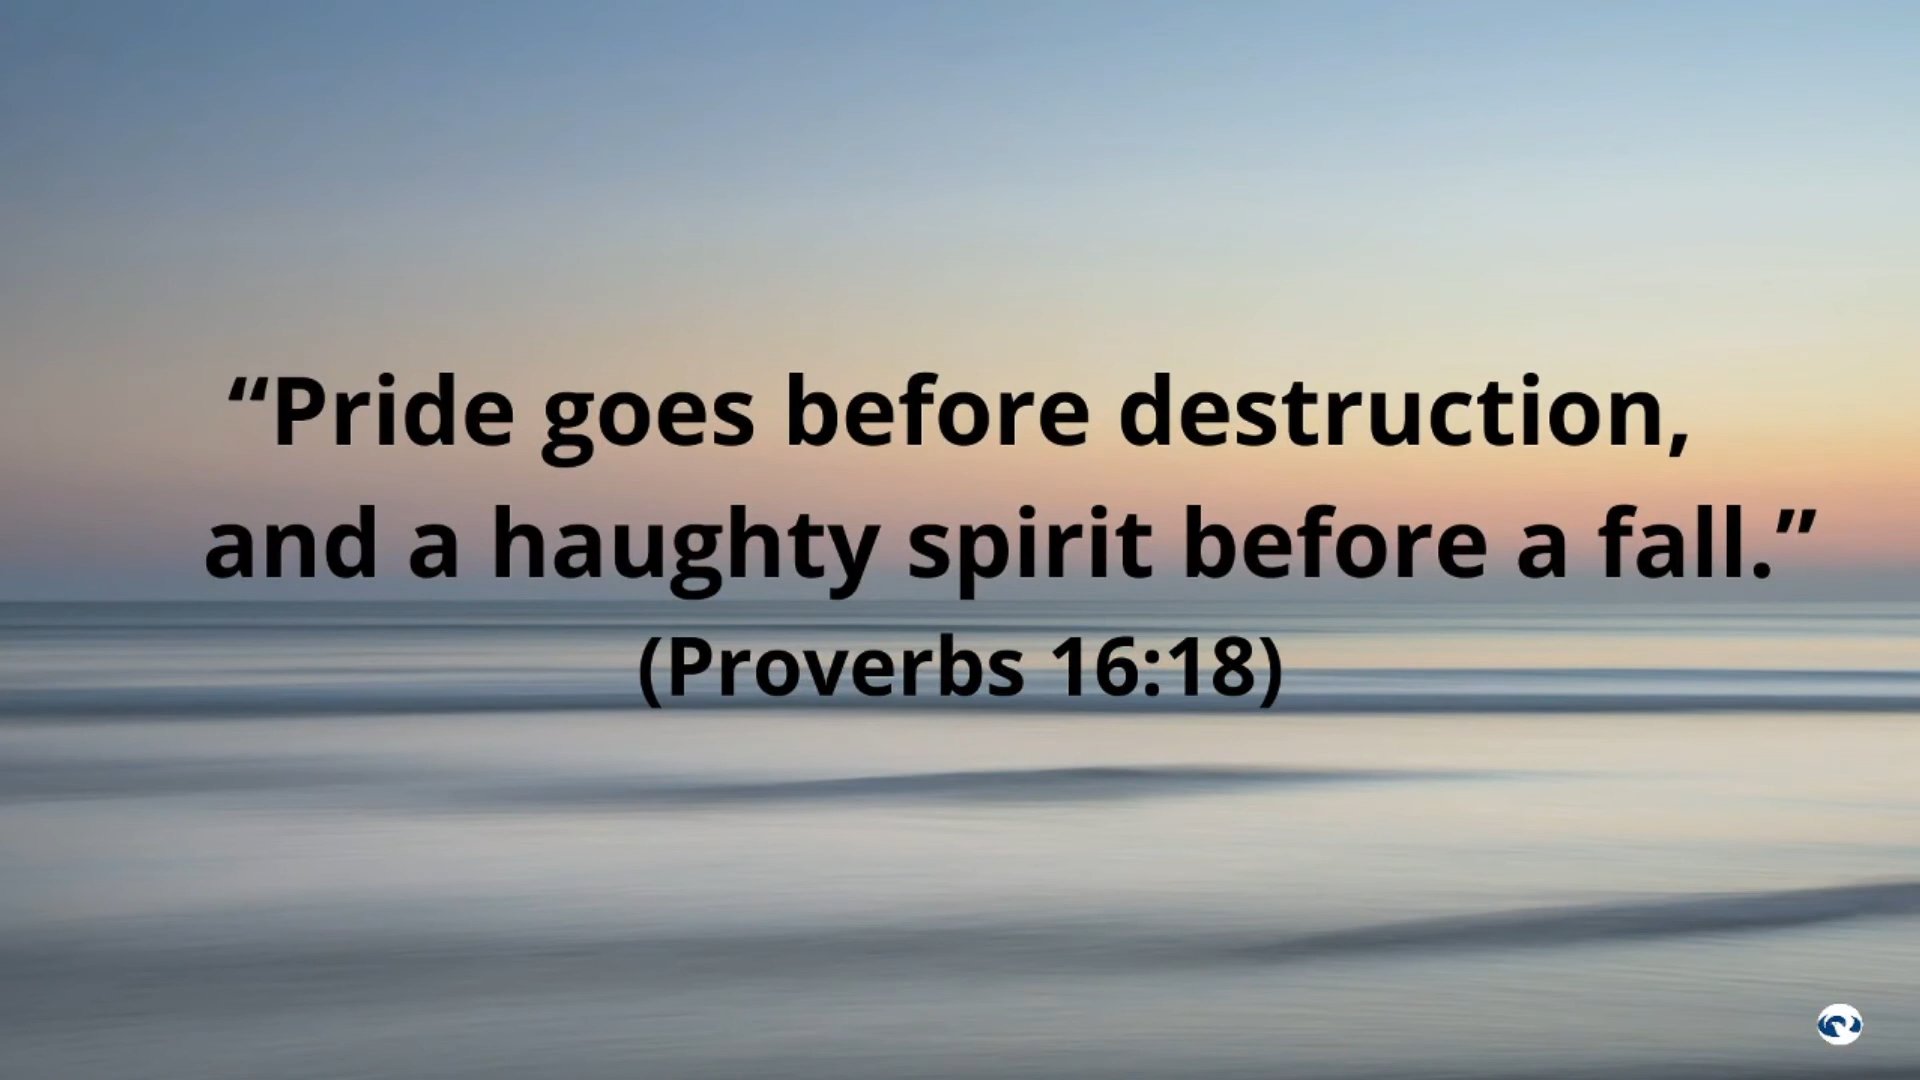 “Pride goes before destruction,
and a haughty spirit before a fall.”
(Proverbs 16:18)